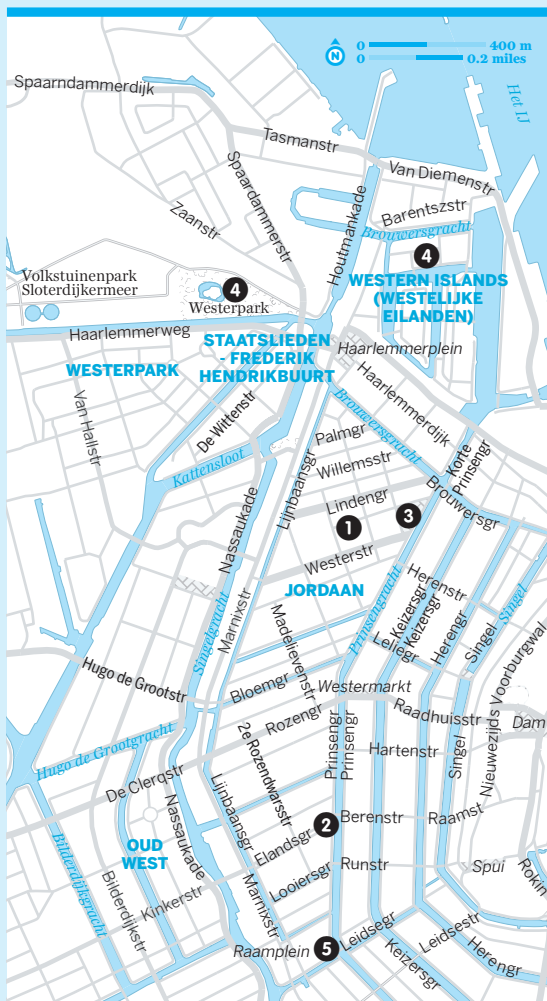 0 400 m
N
0 0.2 miles
Het IJ
Spaarndammerdijk
Tasmanstr
Van Diemenstr
Spaardammerstr
Zaanstr
Houtmankade
Barentszstr
Brouwersgracht
4
Volkstuinenpark
Sloterdijkermeer
4
Westerpark
WESTERN ISLANDS
(WESTELIJKE
EILANDEN)
Haarlemmerweg
STAATSLIEDEN
- FREDERIK
HENDRIKBUURT
Haarlemmerplein
WESTERPARK
Haarlemmerdijk
Van Hallstr
De Wittenstr
Brouwersgracht
Palmgr
Korte
Prinsengr
Kattensloot
Willemsstr
Lijnbaansgr
Lindengr
Brouwersgr
1
3
Nassaukade
Westerstr
JORDAAN
Prinsengracht
Herenstr
Keizersgr
Keizersgr
Herengr
Singel
Singel
Singelgracht
Marnixstr
Madelievenstr
Leliegr
Nieuwezijds Voorburgwal
Hugo de Grootstr
Bloemgr
Westermarkt
Rozengr
Raadhuisstr
Dam
Hugo de Grootgracht
2e Rozendwarsstr
Prinsengr
Prinsengr
Hartenstr
Singel
De Clerqstr
Lijnbaansgr
Nassaukade
2
Berenstr
Raamst
OUD
WEST
Elandsgr
Bilderdijkgracht
Bilderdijkstr
Looiersgr
Runstr
Spui
Rokin
Kinkerstr
Marnixstr
Raamplein
5
Leidsegr
Leidsestr
Keizersgr
Herengr